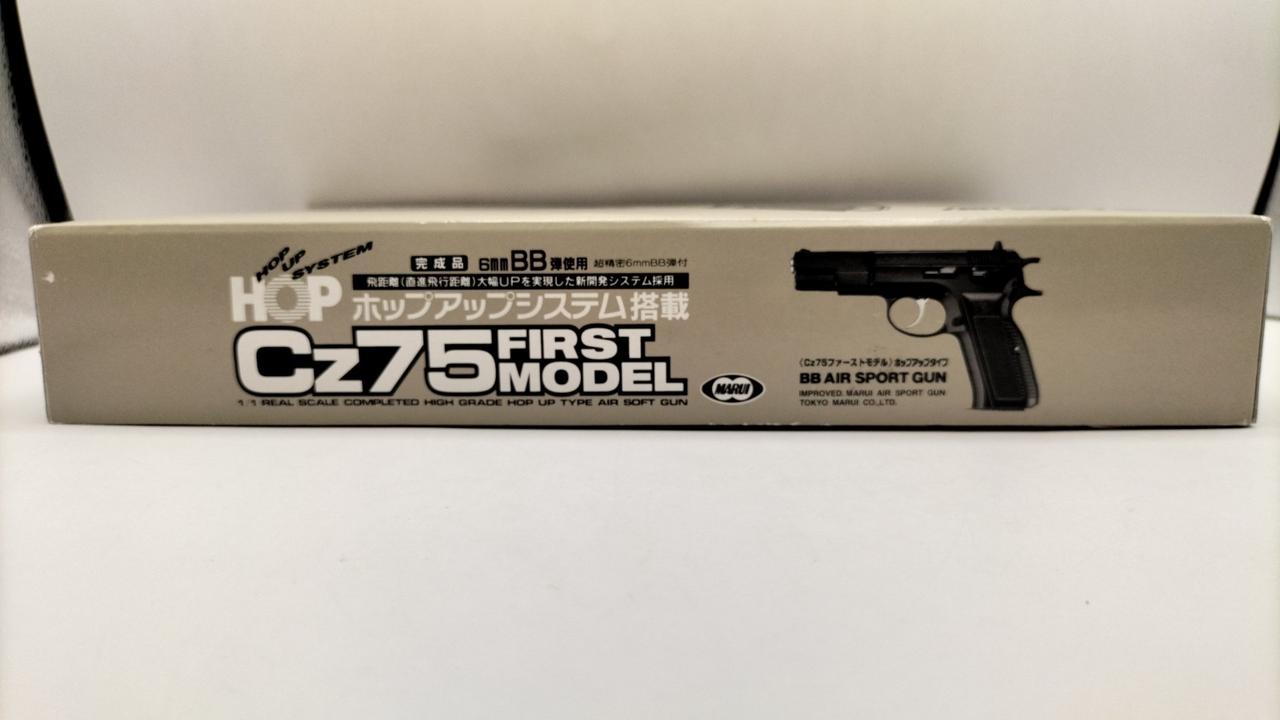 HOP UP SYSTEM
完成品 6mmBB弾使用 超精密6mmBB弾付
飛距離(直進飛行距離)大幅UPを実現した新開発システム採用
HOP ホップアップシステム搭載
Cz75 FIRST MODEL
1/1 REAL SCALE COMPLETED HIGH GRADE HOP UP TYPE AIR SOFT GUN
MARUI
〈Cz75ファーストモデル〉ホップアップタイプ
BB AIR SPORT GUN
IMPROVED. MARUI AIR SPORT GUN
TOKYO MARUI CO.,LTD.